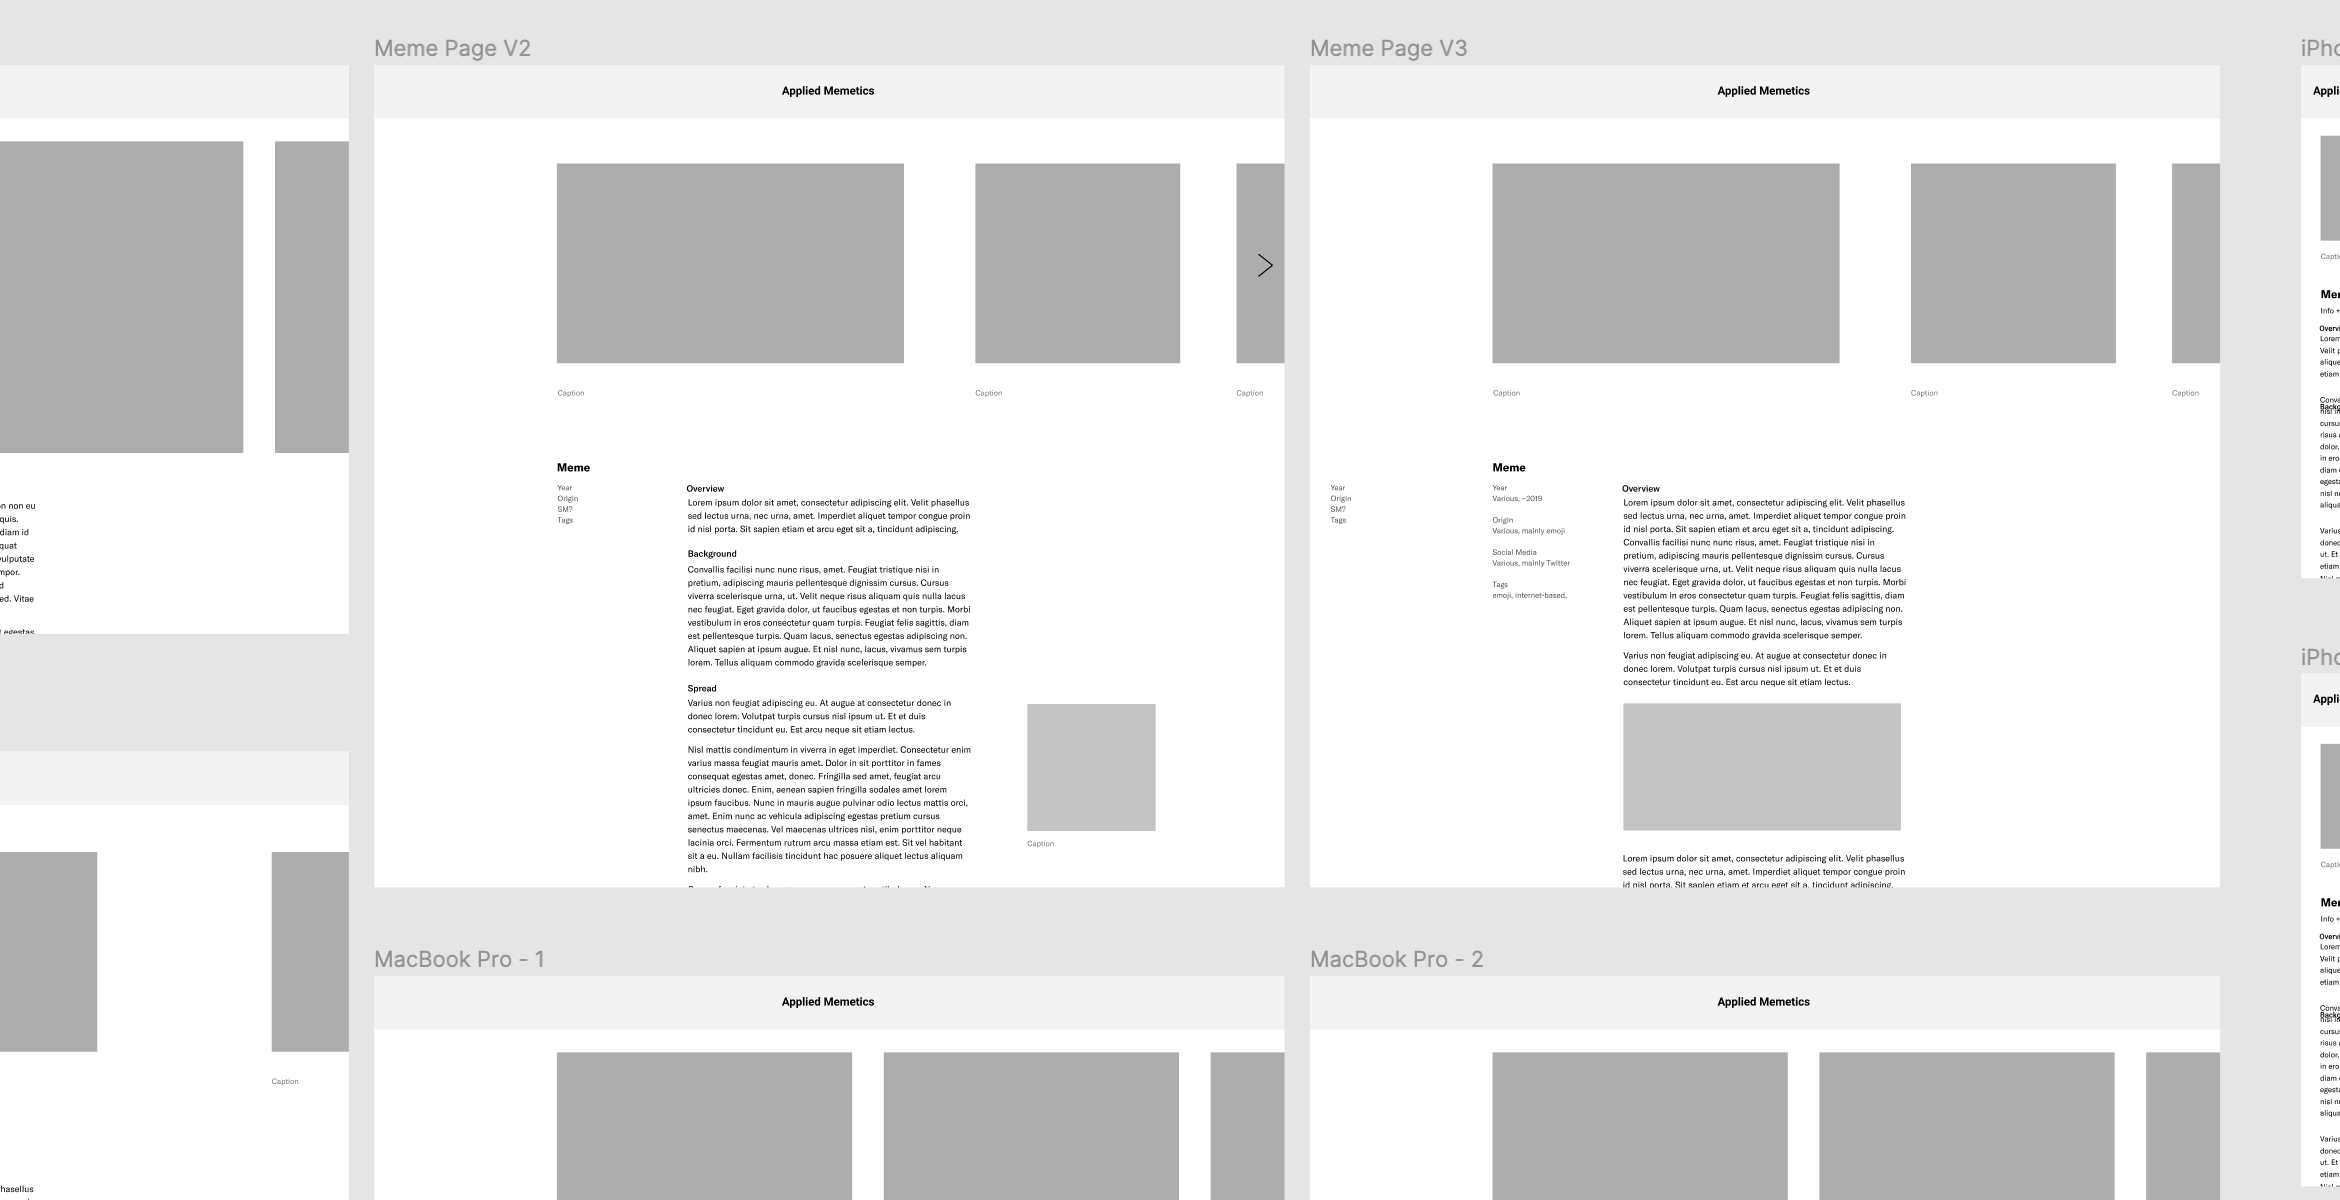 Meme Page V2
Applied Memetics
Caption
Caption
Caption
Meme
Year
Origin
SM?
Tags
Overview
Lorem ipsum dolor sit amet, consectetur adipiscing elit. Velit phasellus
sed lectus urna, nec urna, amet. Imperdiet aliquet tempor congue proin
id nisl porta. Sit sapien etiam et arcu eget sit a, tincidunt adipiscing.
Background
Convallis facilisi nunc nunc risus, amet. Feugiat tristique nisi in
pretium, adipiscing mauris pellentesque dignissim cursus. Cursus
viverra scelerisque urna, ut. Velit neque risus aliquam quis nulla lacus
nec feugiat. Eget gravida dolor, ut faucibus egestas et non turpis. Morbi
vestibulum in eros consectetur quam turpis. Feugiat felis sagittis, diam
est pellentesque turpis. Quam lacus, senectus egestas adipiscing non.
Aliquet sapien at ipsum augue. Et nisl nunc, lacus, vivamus sem turpis
lorem. Tellus aliquam commodo gravida scelerisque semper.
Spread
Varius non feugiat adipiscing eu. At augue at consectetur donec in
donec lorem. Volutpat turpis cursus nisl ipsum ut. Et et duis
consectetur tincidunt eu. Est arcu neque sit etiam lectus.
Nisl mattis condimentum in viverra in eget imperdiet. Consectetur enim
varius massa feugiat mauris amet. Dolor in sit porttitor in fames
consequat egestas amet, donec. Fringilla sed amet, feugiat arcu
ultricies donec. Enim, aenean sapien fringilla sodales amet lorem
ipsum faucibus. Nunc in mauris augue pulvinar odio lectus mattis orci,
amet. Enim nunc ac vehicula adipiscing egestas pretium cursus
senectus maecenas. Vel maecenas ultrices nisi, enim porttitor neque
lacinia orci. Fermentum rutrum arcu massa etiam est. Sit vel habitant
sit a eu. Nullam facilisis tincidunt hac posuere aliquet lectus aliquam
nibh.
Caption
Meme Page V3
Applied Memetics
Caption
Caption
Caption
Year
Origin
SM?
Tags
Meme
Year
Various, ~2019
Origin
Various, mainly emoji
Social Media
Various, mainly Twitter
Tags
emoji, internet-based,
Overview
Lorem ipsum dolor sit amet, consectetur adipiscing elit. Velit phasellus
sed lectus urna, nec urna, amet. Imperdiet aliquet tempor congue proin
id nisl porta. Sit sapien etiam et arcu eget sit a, tincidunt adipiscing.
Convallis facilisi nunc nunc risus, amet. Feugiat tristique nisi in
pretium, adipiscing mauris pellentesque dignissim cursus. Cursus
viverra scelerisque urna, ut. Velit neque risus aliquam quis nulla lacus
nec feugiat. Eget gravida dolor, ut faucibus egestas et non turpis. Morbi
vestibulum in eros consectetur quam turpis. Feugiat felis sagittis, diam
est pellentesque turpis. Quam lacus, senectus egestas adipiscing non.
Aliquet sapien at ipsum augue. Et nisl nunc, lacus, vivamus sem turpis
lorem. Tellus aliquam commodo gravida scelerisque semper.
Varius non feugiat adipiscing eu. At augue at consectetur donec in
donec lorem. Volutpat turpis cursus nisl ipsum ut. Et et duis
consectetur tincidunt eu. Est arcu neque sit etiam lectus.
Lorem ipsum dolor sit amet, consectetur adipiscing elit. Velit phasellus
sed lectus urna, nec urna, amet. Imperdiet aliquet tempor congue proin
id nisl porta. Sit sapien etiam et arcu eget sit a, tincidunt adipiscing.
n non eu
quis.
diam id
quat
vulputate
mpor.
d
ed. Vitae
t egestas
Caption
hasellus
MacBook Pro - 1
Applied Memetics
MacBook Pro - 2
Applied Memetics
iPho
Appli
Capti
Mer
Info +
Overvi
Lorem
Velit p
alique
etiam
iPho
Appli
Capti
Mer
Info +
Overvi
Lorem
Velit p
alique
etiam